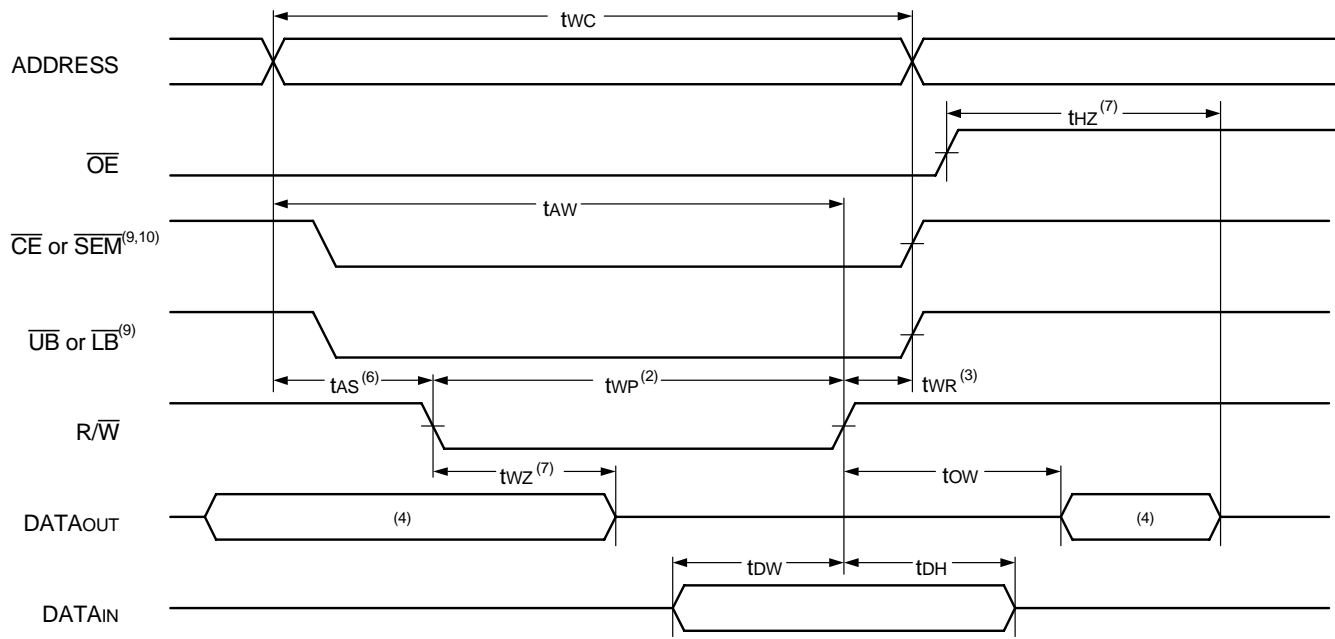 tWC
ADDRESS
tHZ(7)
OE
tAW
CE or SEM(9,10)
UB or LB(9)
tAS(6) tWP(2) tWR(3)
R/W
tWZ(7) tOW
DATAOUT (4) (4)
tDW tDH
DATAIN